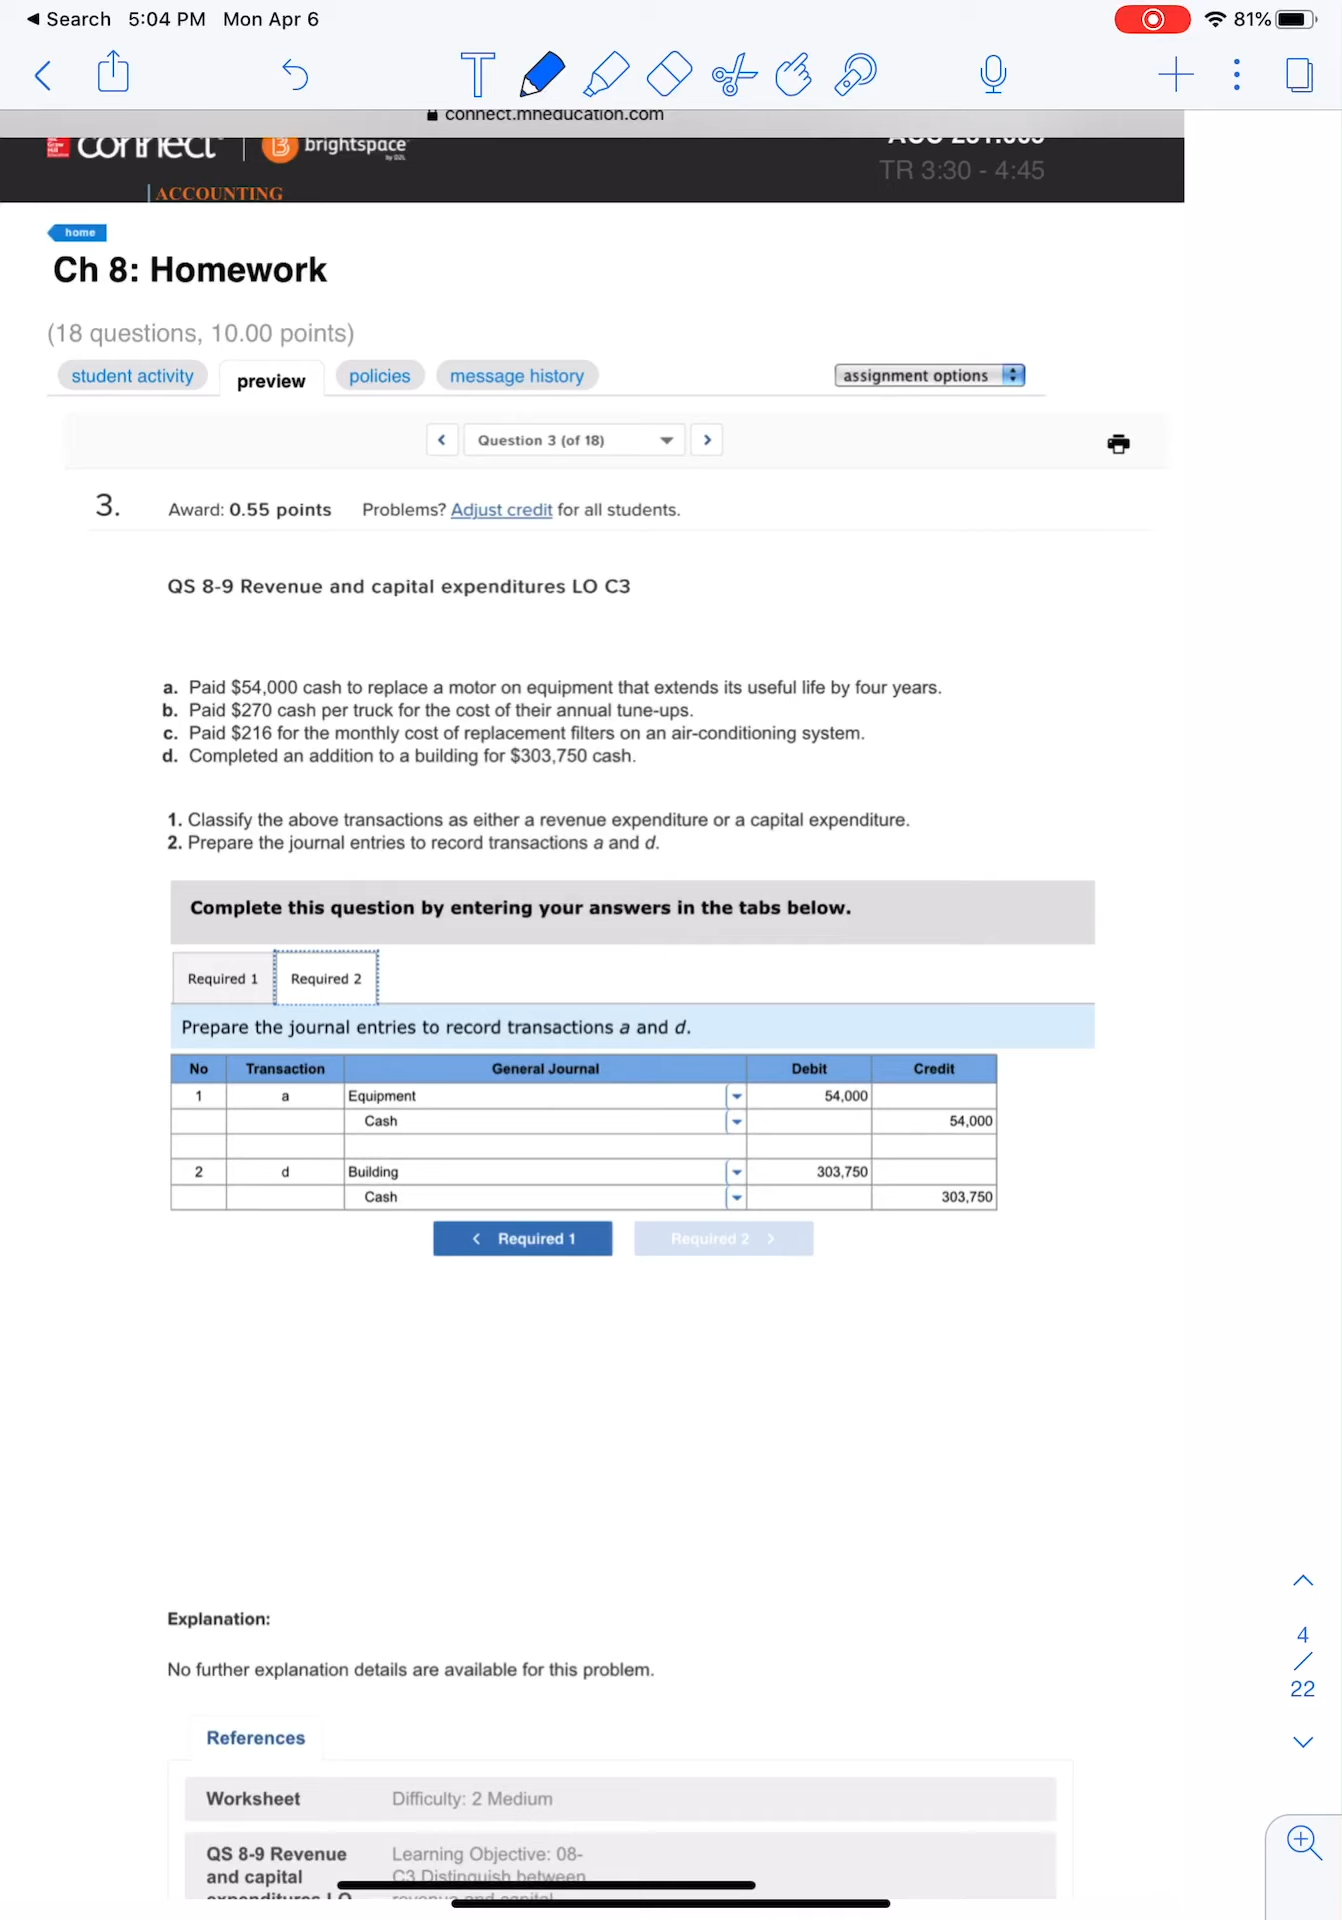 Search 5:04 PM Mon Apr 6
81%
T
connect.mheducation.com
connect
brightspace
by D2L
TR 3:30 - 4:45
ACCOUNTING
home
Ch 8: Homework
(18 questions, 10.00 points)
student activity
preview
policies
message history
assignment options
Question 3 (of 18)
3.
Award: 0.55 points Problems? Adjust credit for all students.
QS 8-9 Revenue and capital expenditures LO C3
a. Paid $54,000 cash to replace a motor on equipment that extends its useful life by four years.
b. Paid $270 cash per truck for the cost of their annual tune-ups.
c. Paid $216 for the monthly cost of replacement filters on an air-conditioning system.
d. Completed an addition to a building for $303,750 cash.
1. Classify the above transactions as either a revenue expenditure or a capital expenditure.
2. Prepare the journal entries to record transactions a and d.
Complete this question by entering your answers in the tabs below.
Required 1
Required 2
Prepare the journal entries to record transactions a and d.
No Transaction General Journal Debit Credit
1 a Equipment 54,000
Cash 54,000
2 d Building 303,750
Cash 303,750
< Required 1
Required 2 >
Explanation:
No further explanation details are available for this problem.
4
/
22
References
Worksheet Difficulty: 2 Medium
QS 8-9 Revenue Learning Objective: 08-
and capital C3 Distinguish between
expenditures LO revenue and capital